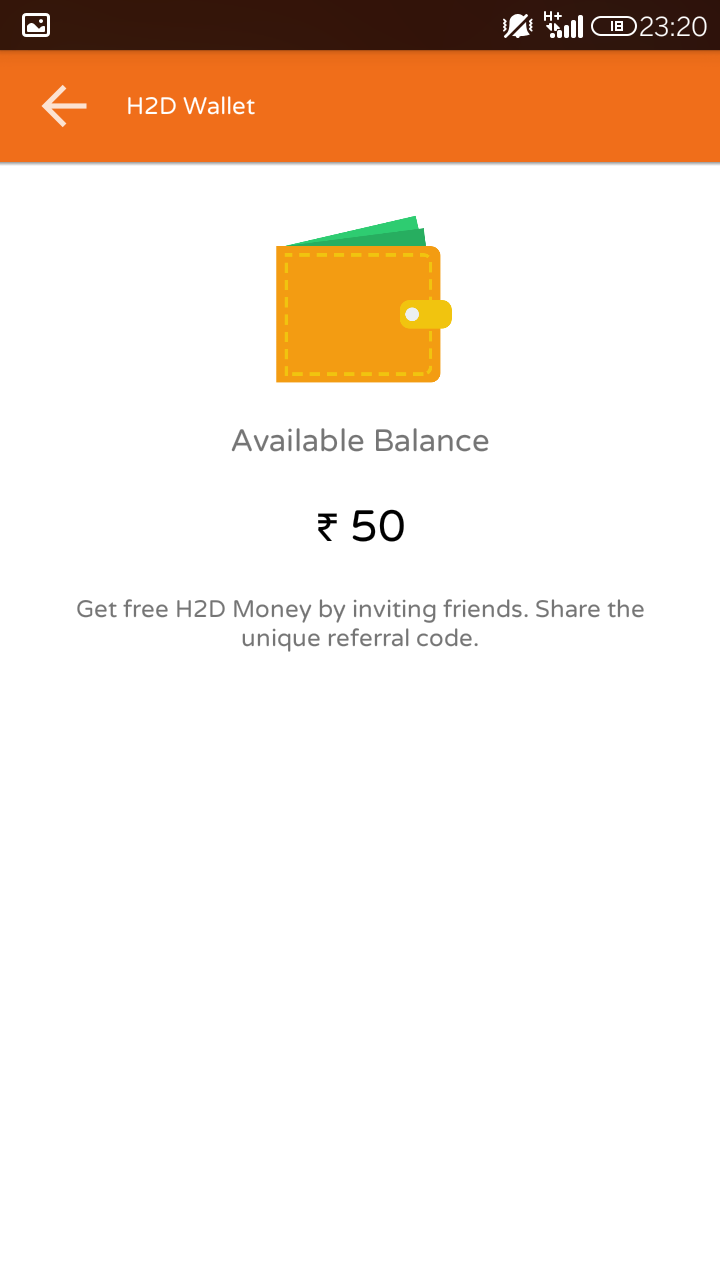 H+ 18 23:20
H2D Wallet
Available Balance
₹ 50
Get free H2D Money by inviting friends. Share the
unique referral code.